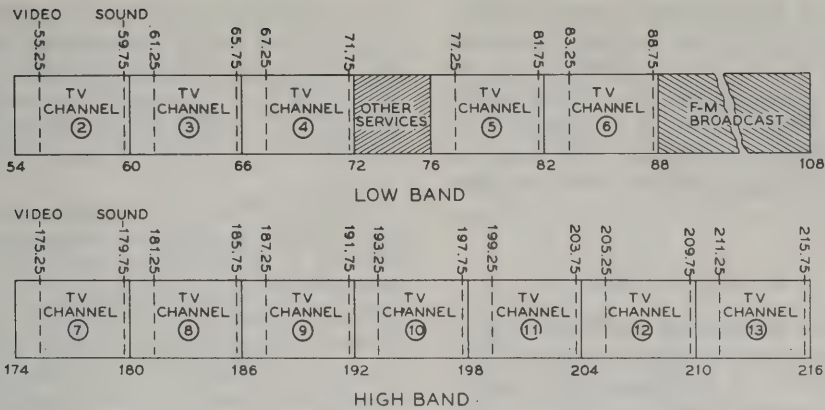 VIDEO SOUND
55.25 59.75 61.25 65.75 67.25 71.75 77.25 81.75 83.25 88.75
TV TV TV TV TV
CHANNEL CHANNEL CHANNEL OTHER CHANNEL CHANNEL F-M
2 3 4 SERVICES 5 6 BROADCAST
54 60 66 72 76 82 88 108
LOW BAND
VIDEO SOUND
175.25 179.75 181.25 185.75 187.25 191.75 193.25 197.75 199.25 203.75 205.25 209.75 211.25 215.75
TV TV TV TV TV TV TV
CHANNEL CHANNEL CHANNEL CHANNEL CHANNEL CHANNEL CHANNEL
7 8 9 10 11 12 13
174 180 186 192 198 204 210 216
HIGH BAND